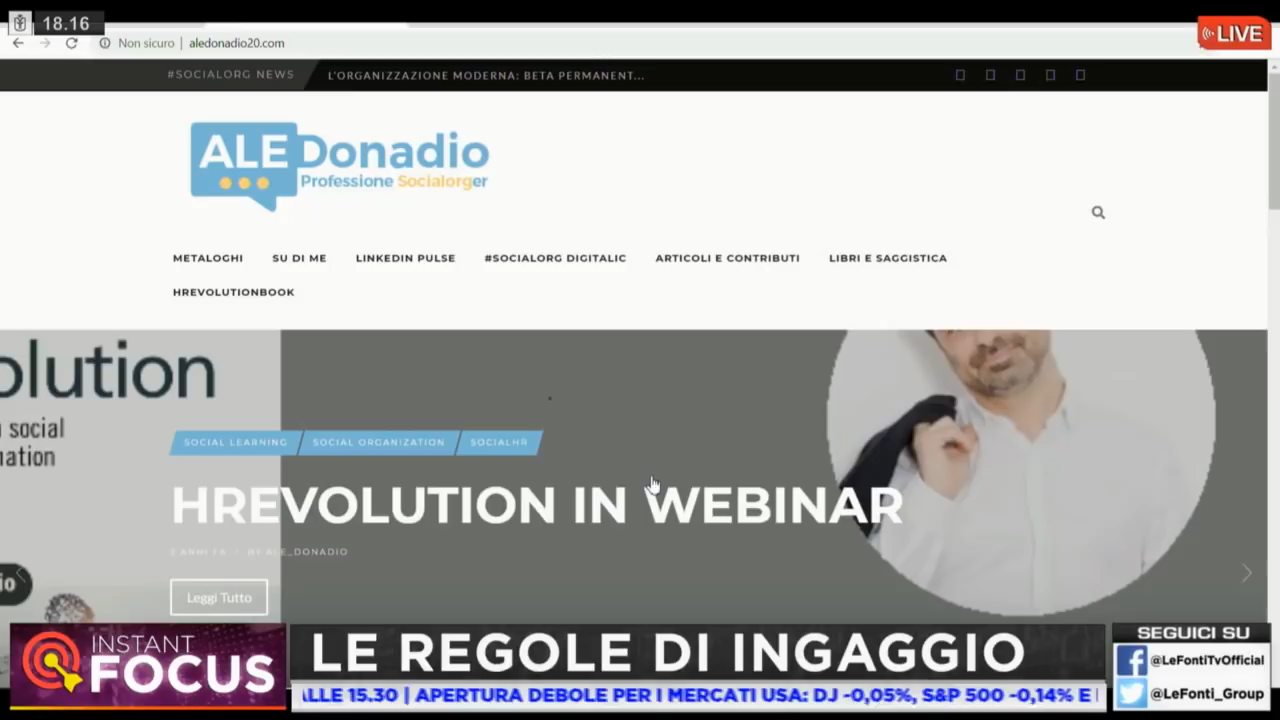 18.16
Non sicuro | aledonadio20.com
LIVE
#SOCIALORG NEWS
L'ORGANIZZAZIONE MODERNA: BETA PERMANENT...
ALE Donadio
Professione Socialorger
METALOGHI
SU DI ME
LINKEDIN PULSE
#SOCIALORG DIGITALIC
ARTICOLI E CONTRIBUTI
LIBRI E SAGGISTICA
HREVOLUTIONBOOK
olution
social
ation
SOCIAL LEARNING
SOCIAL ORGANIZATION
SOCIALHR
HREVOLUTION IN WEBINAR
BY ALE_DONADIO
io
Leggi Tutto
INSTANT
FOCUS
LE REGOLE DI INGAGGIO
ALLE 15.30 | APERTURA DEBOLE PER I MERCATI USA: DJ -0,05%, S&P 500 -0,14% E
SEGUICI SU
@LeFontiTvOfficial
@LeFonti_Group